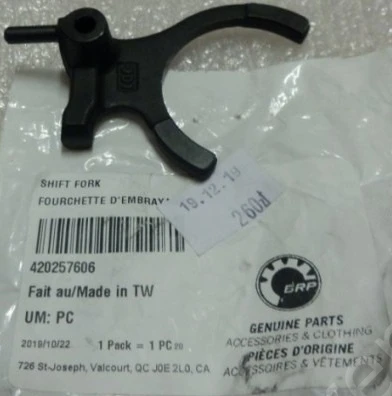 SHIFT FORK
FOURCHETTE D'EMBRAYA
19.12.19
260đ
420257606
Fait au/Made in TW
UM: PC
2019/10/22 1 Pack = 1 PC
726 St-Joseph, Valcourt, QC J0E 2L0, CA
BRP
GENUINE PARTS
ACCESSORIES & CLOTHING
PIÈCES D'ORIGINE
ACCESSOIRES & VÊTEMENTS